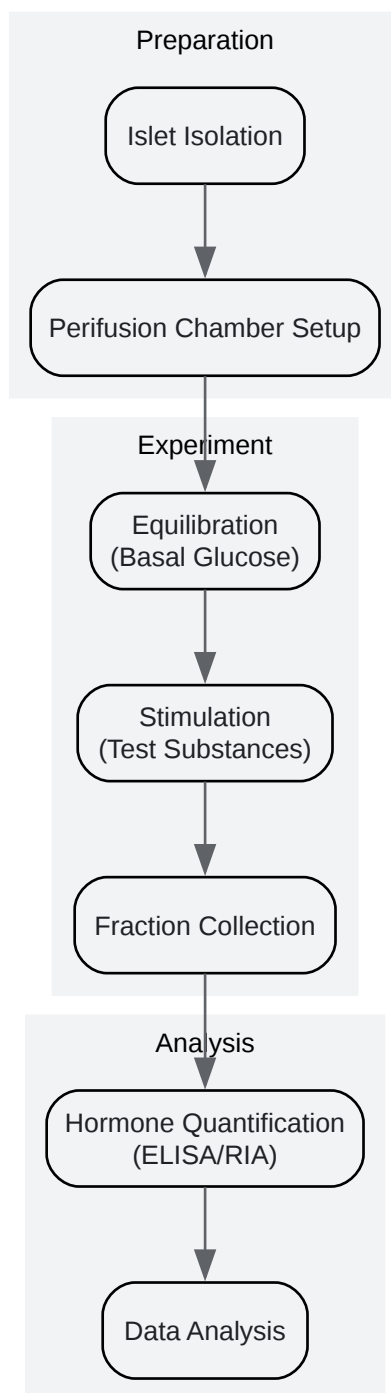 Preparation
Islet Isolation
Perifusion Chamber Setup
Experiment
Equilibration
(Basal Glucose)
Stimulation
(Test Substances)
Fraction Collection
Analysis
Hormone Quantification
(ELISA/RIA)
Data Analysis